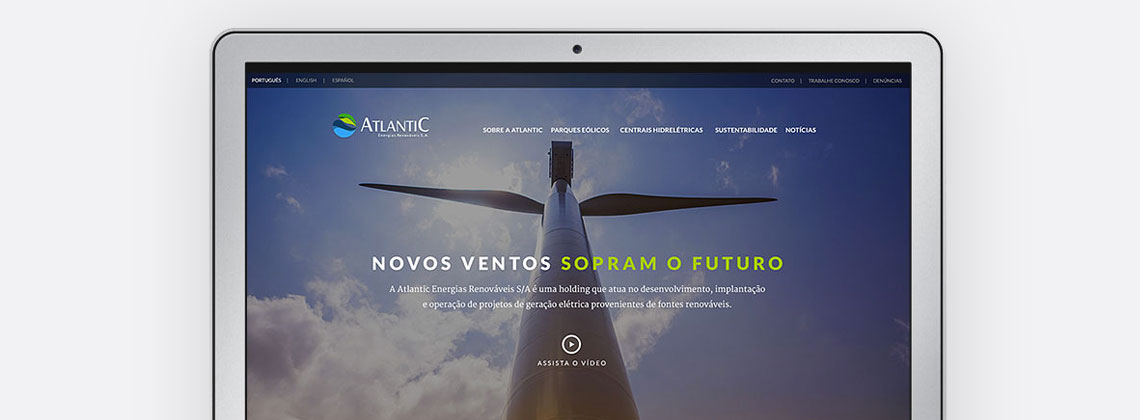 PORTUGUÊS | ENGLISH | ESPAÑOL CONTATO | TRABALHE CONOSCO | DENÚNCIAS
ATLANTIC
Energias Renováveis S.A.
SOBRE A ATLANTIC PARQUES EÓLICOS CENTRAIS HIDRELÉTRICAS SUSTENTABILIDADE NOTÍCIAS
NOVOS VENTOS SOPRAM O FUTURO
A Atlantic Energias Renováveis S/A é uma holding que atua no desenvolvimento, implantação
e operação de projetos de geração elétrica provenientes de fontes renováveis.
ASSISTA O VÍDEO